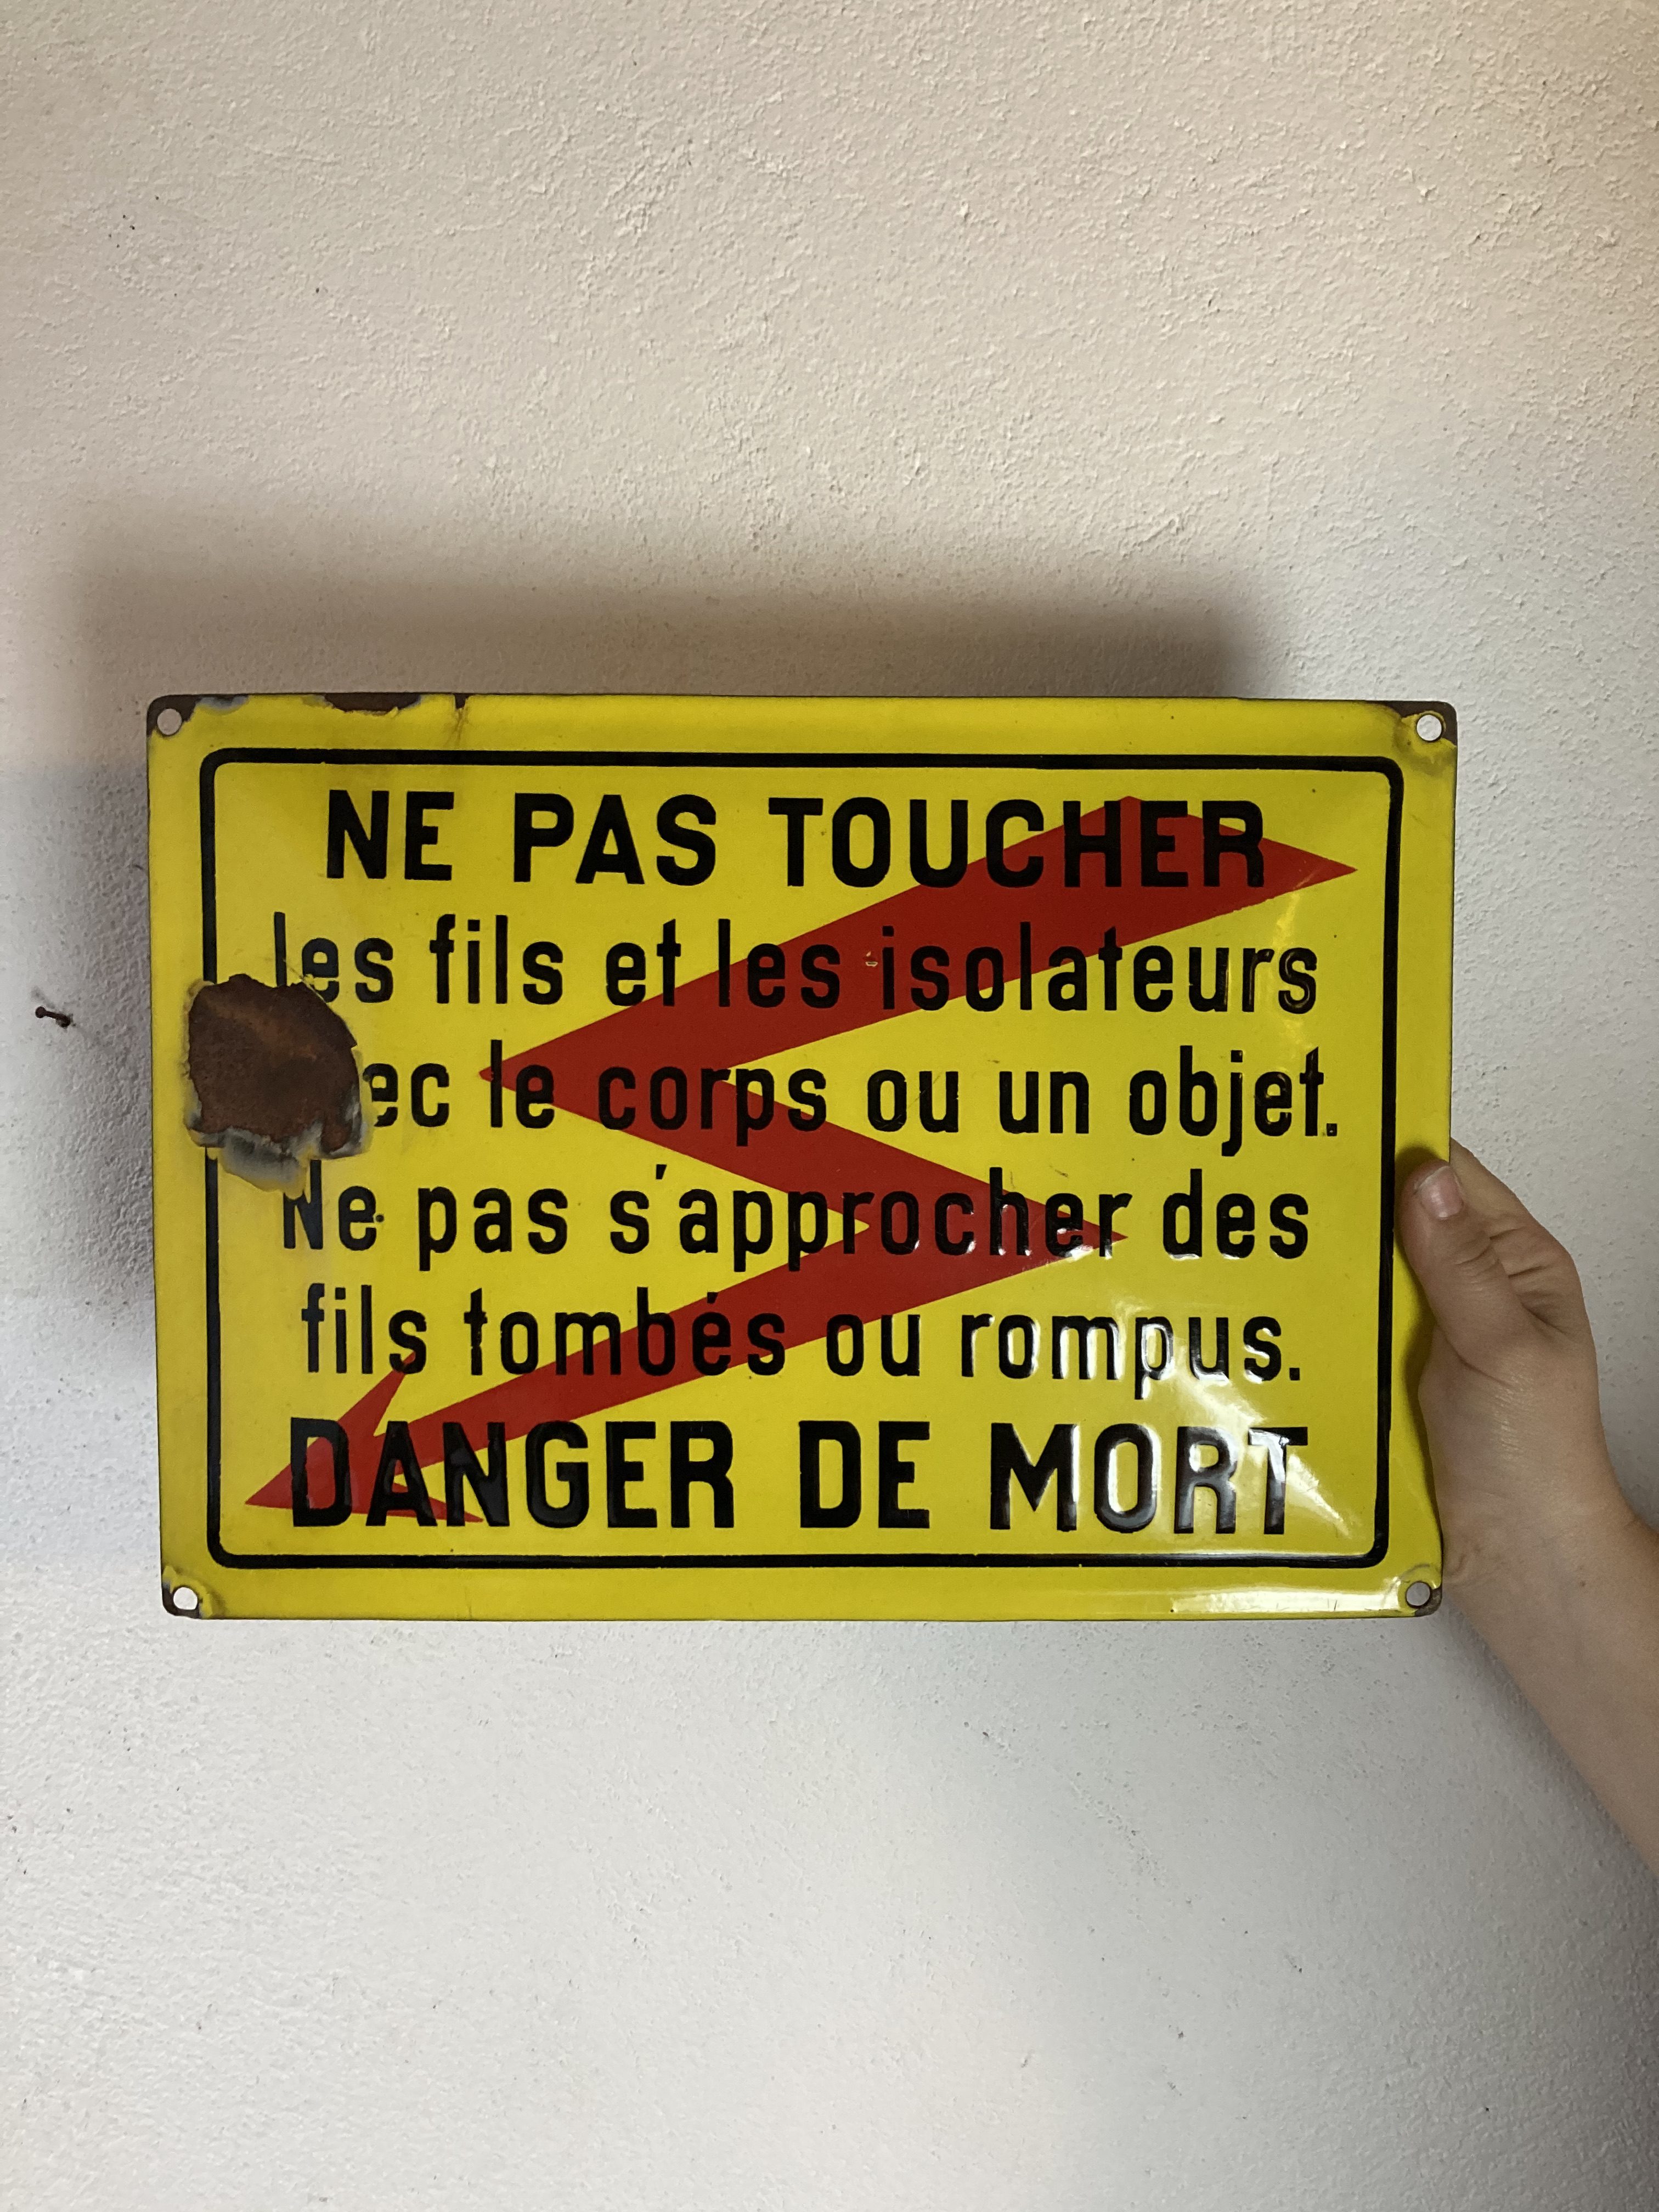 NE PAS TOUCHER
les fils et les isolateurs
ec le corps ou un objet.
Ne pas s'approcher des
fils tombés ou rompus.
DANGER DE MORT